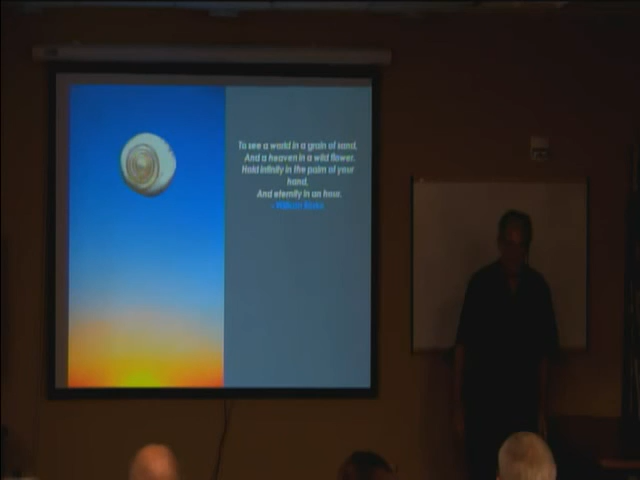 To see a world in a grain of sand,
And a heaven in a wild flower.
Hold infinity in the palm of your
hand,
And eternity in an hour.
- William